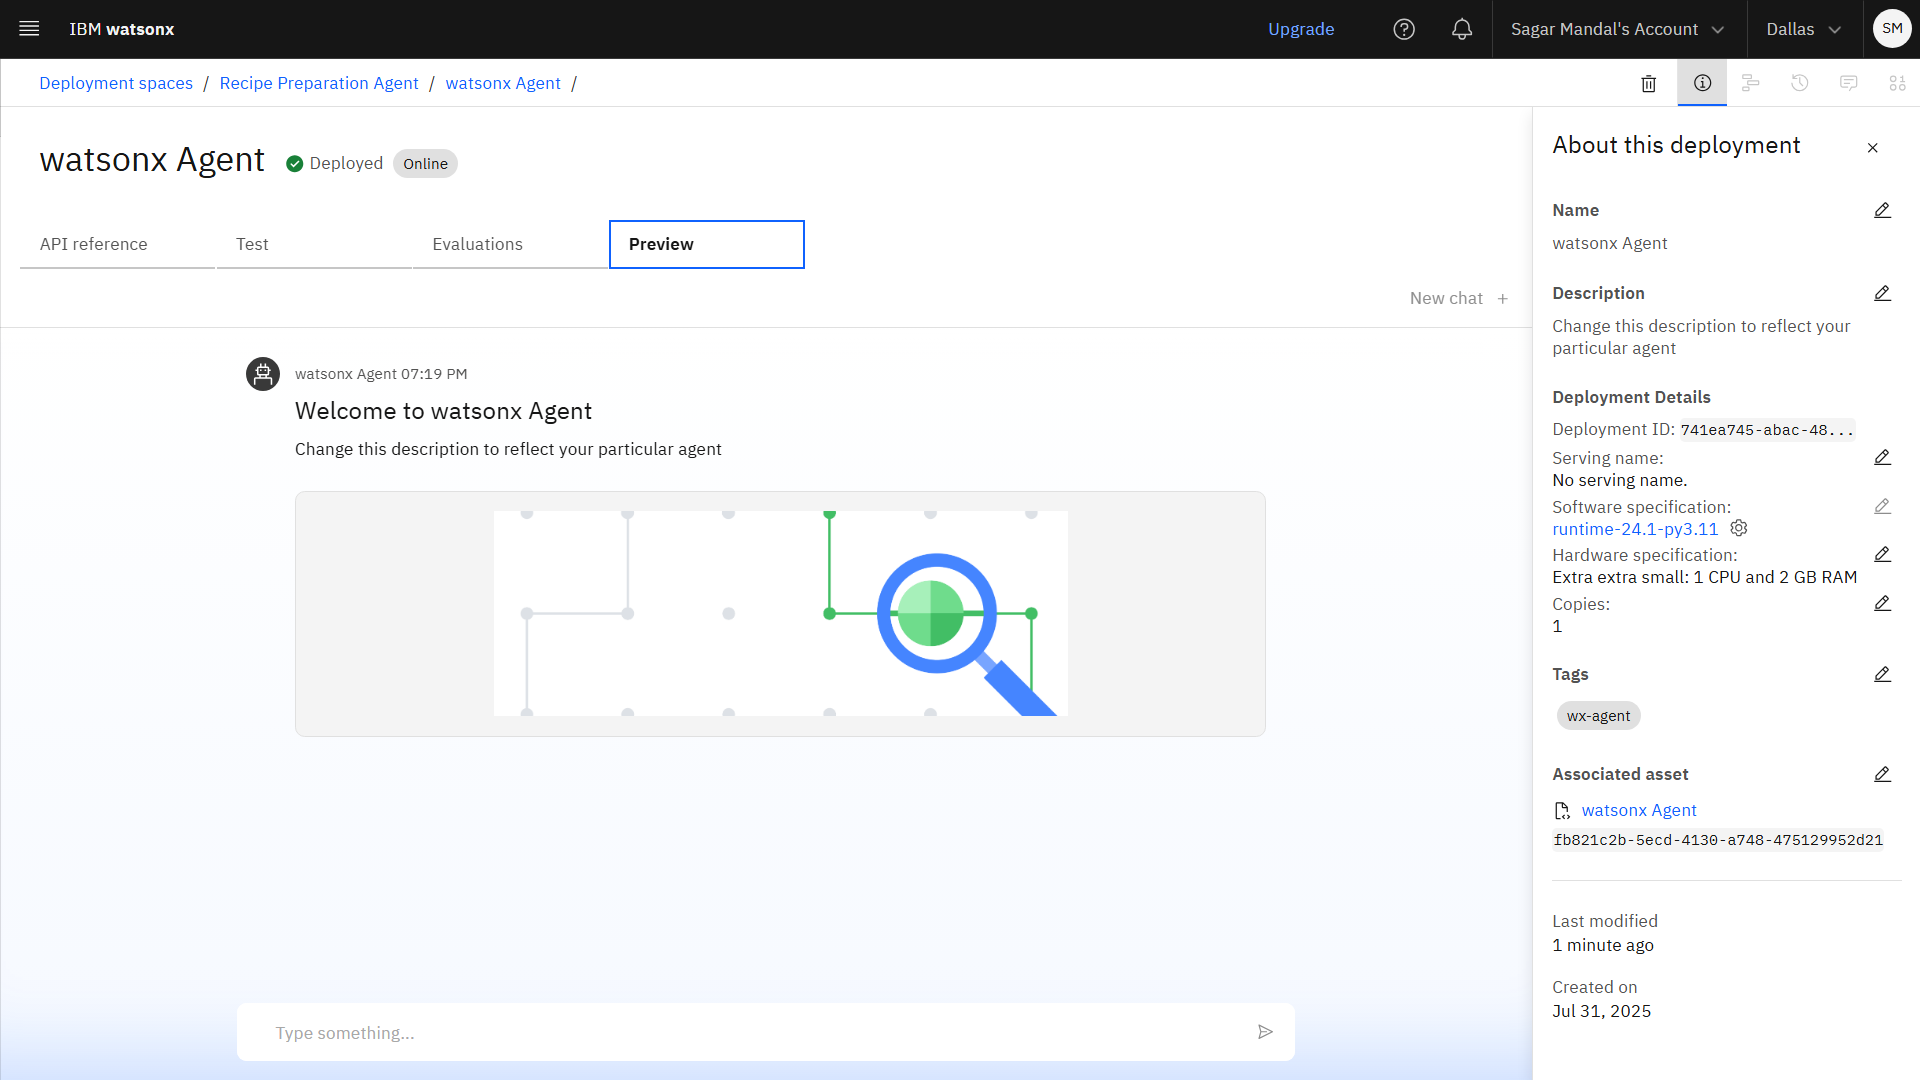 IBM watsonx
Upgrade
Sagar Mandal's Account
Dallas
SM
Deployment spaces / Recipe Preparation Agent / watsonx Agent /
watsonx Agent
Deployed
Online
API reference
Test
Evaluations
Preview
New chat +
watsonx Agent 07:19 PM
Welcome to watsonx Agent
Change this description to reflect your particular agent
Type something...
About this deployment
Name
watsonx Agent
Description
Change this description to reflect your
particular agent
Deployment Details
Deployment ID: 741ea745-abac-48...
Serving name:
No serving name.
Software specification:
runtime-24.1-py3.11
Hardware specification:
Extra extra small: 1 CPU and 2 GB RAM
Copies:
1
Tags
wx-agent
Associated asset
watsonx Agent
fb821c2b-5ecd-4130-a748-475129952d21
Last modified
1 minute ago
Created on
Jul 31, 2025